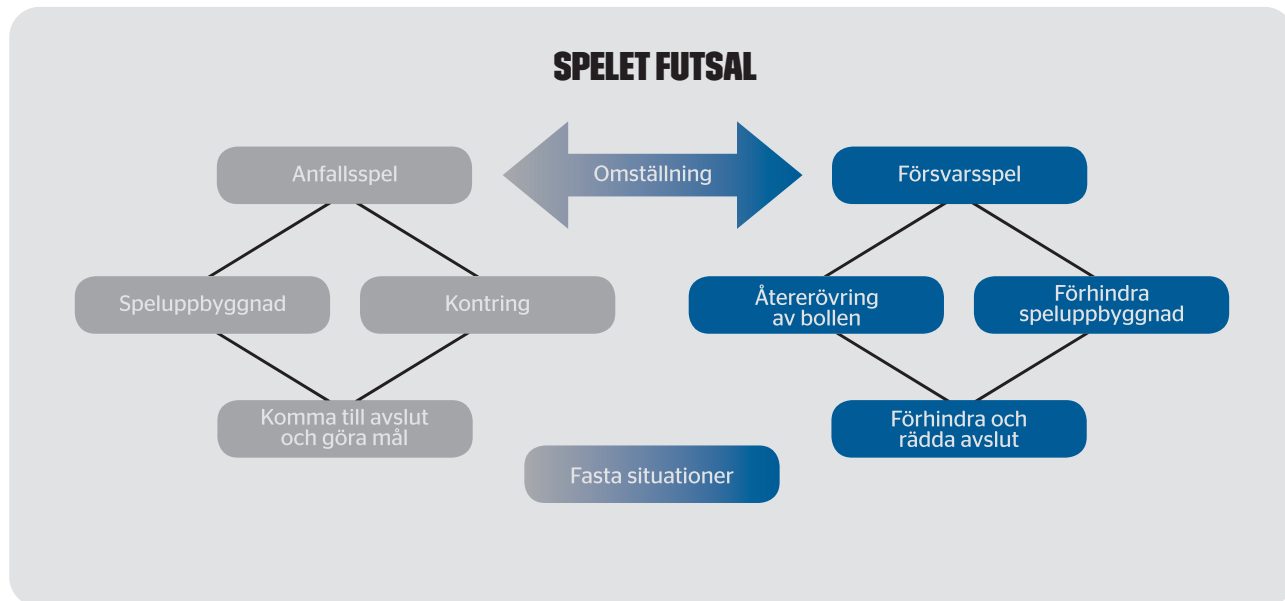 SPELET FUTSAL
Anfallsspel
Omställning
Försvarsspel
Speluppbyggnad
Kontring
Återerövring
av bollen
Förhindra
speluppbyggnad
Komma till avslut
och göra mål
Förhindra och
rädda avslut
Fasta situationer